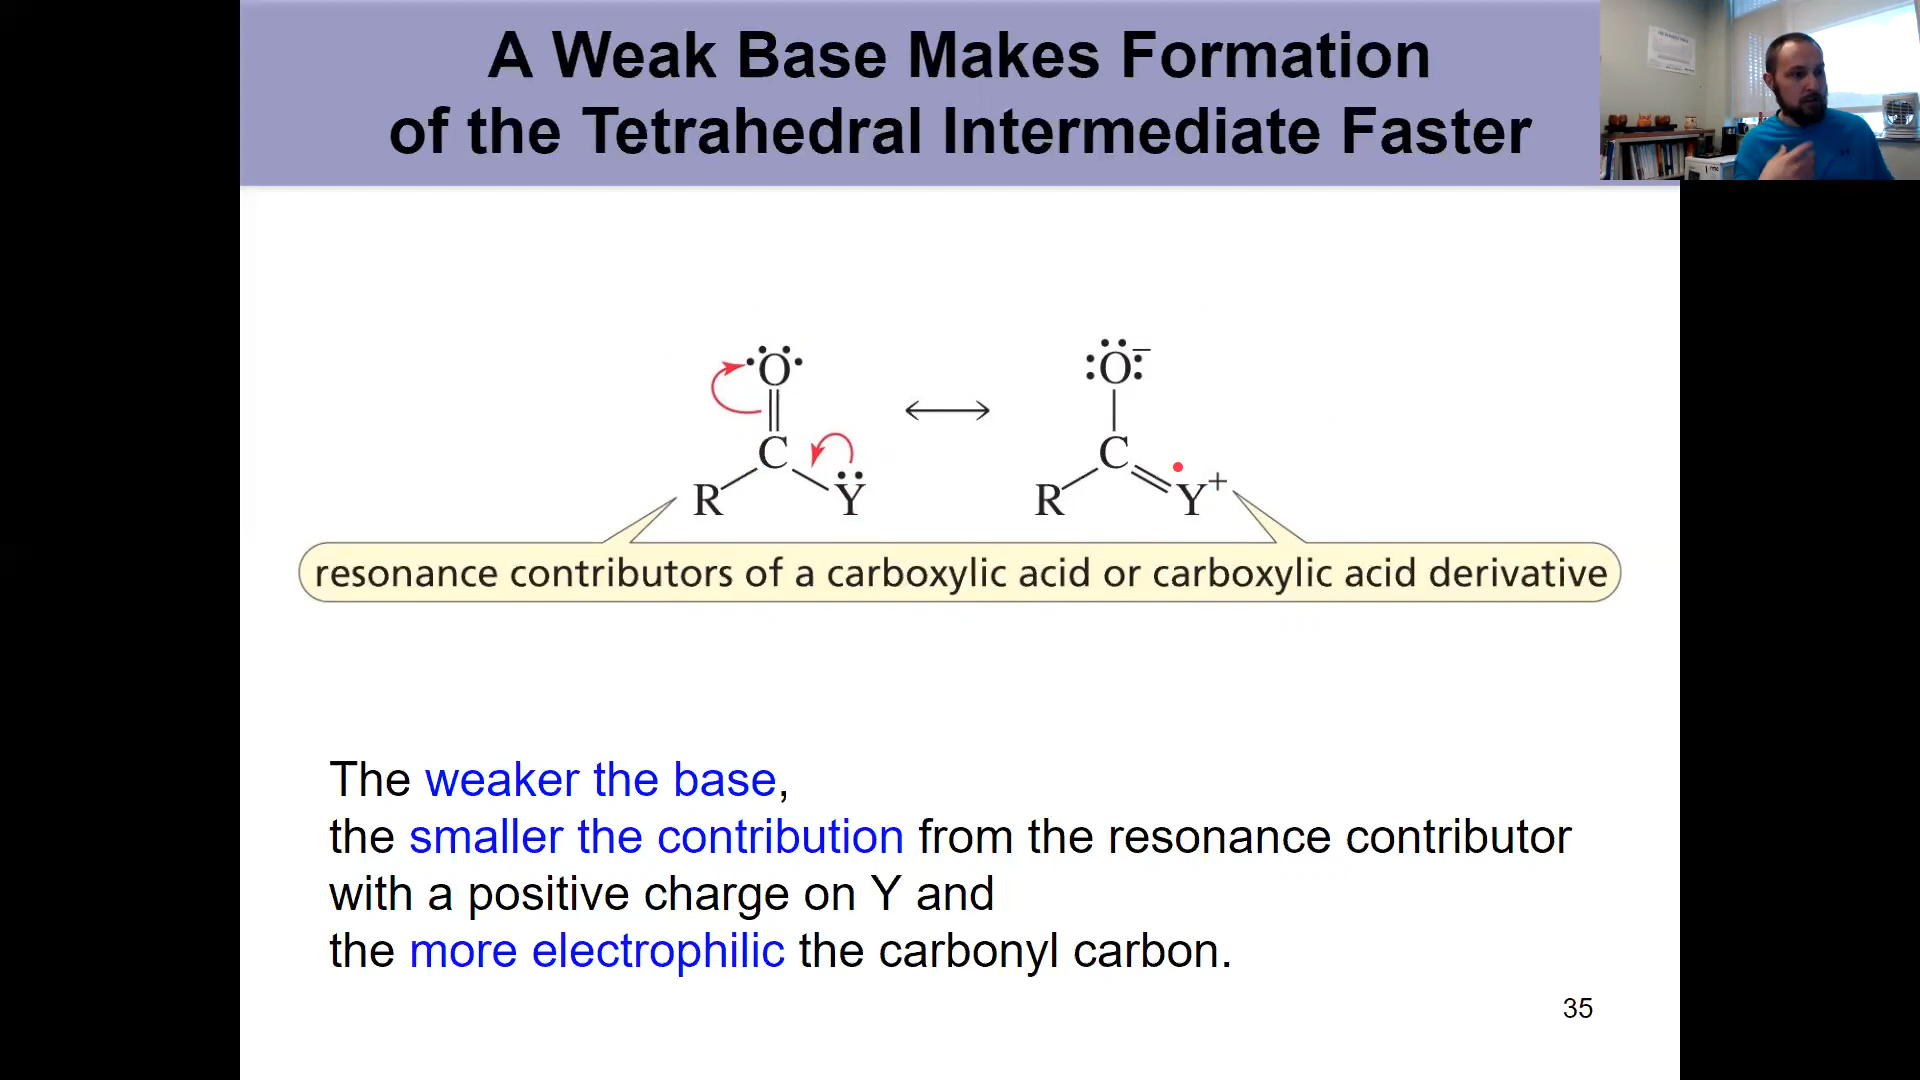 A Weak Base Makes Formation
of the Tetrahedral Intermediate Faster
O
O−
C
C
R
Y
R
Y+
resonance contributors of a carboxylic acid or carboxylic acid derivative
The weaker the base,
the smaller the contribution from the resonance contributor
with a positive charge on Y and
the more electrophilic the carbonyl carbon.
35